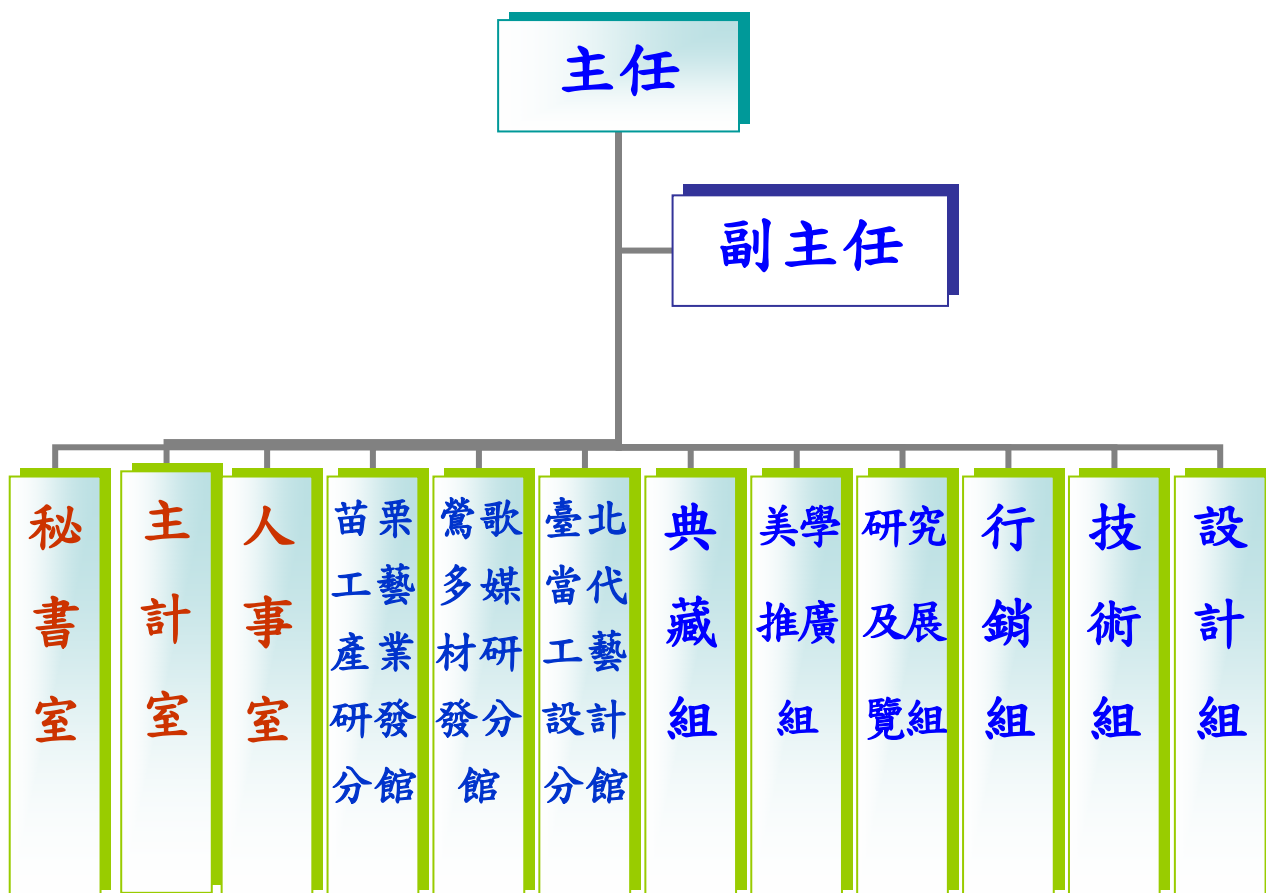 主任
副主任
秘書室
主計室
人事室
苗栗
工藝
產業
研發
分館
鶯歌
多媒
材研
發分
館
臺北
當代
工藝
設計
分館
典藏組
美學
推廣
組
研究
及展
覽組
行銷組
技術組
設計組